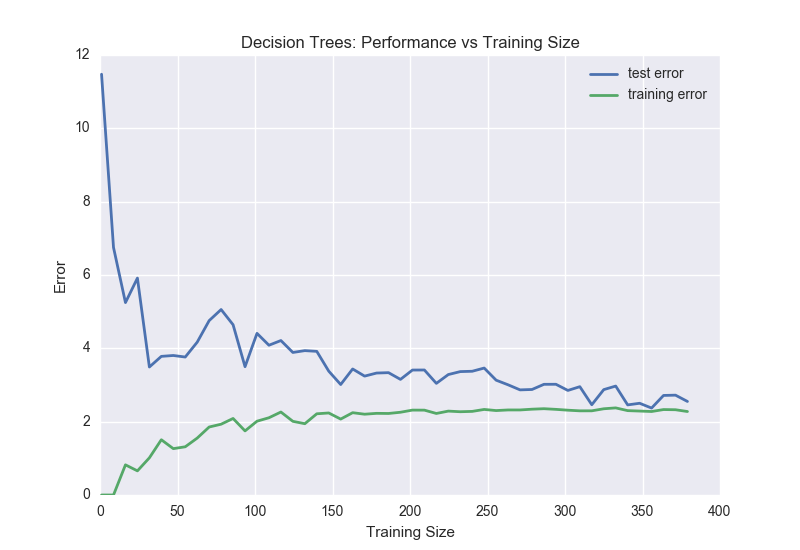 Decision Trees: Performance vs Training Size
12
10
8
6
4
2
0
Error
test error
training error
0 50 100 150 200 250 300 350 400
Training Size